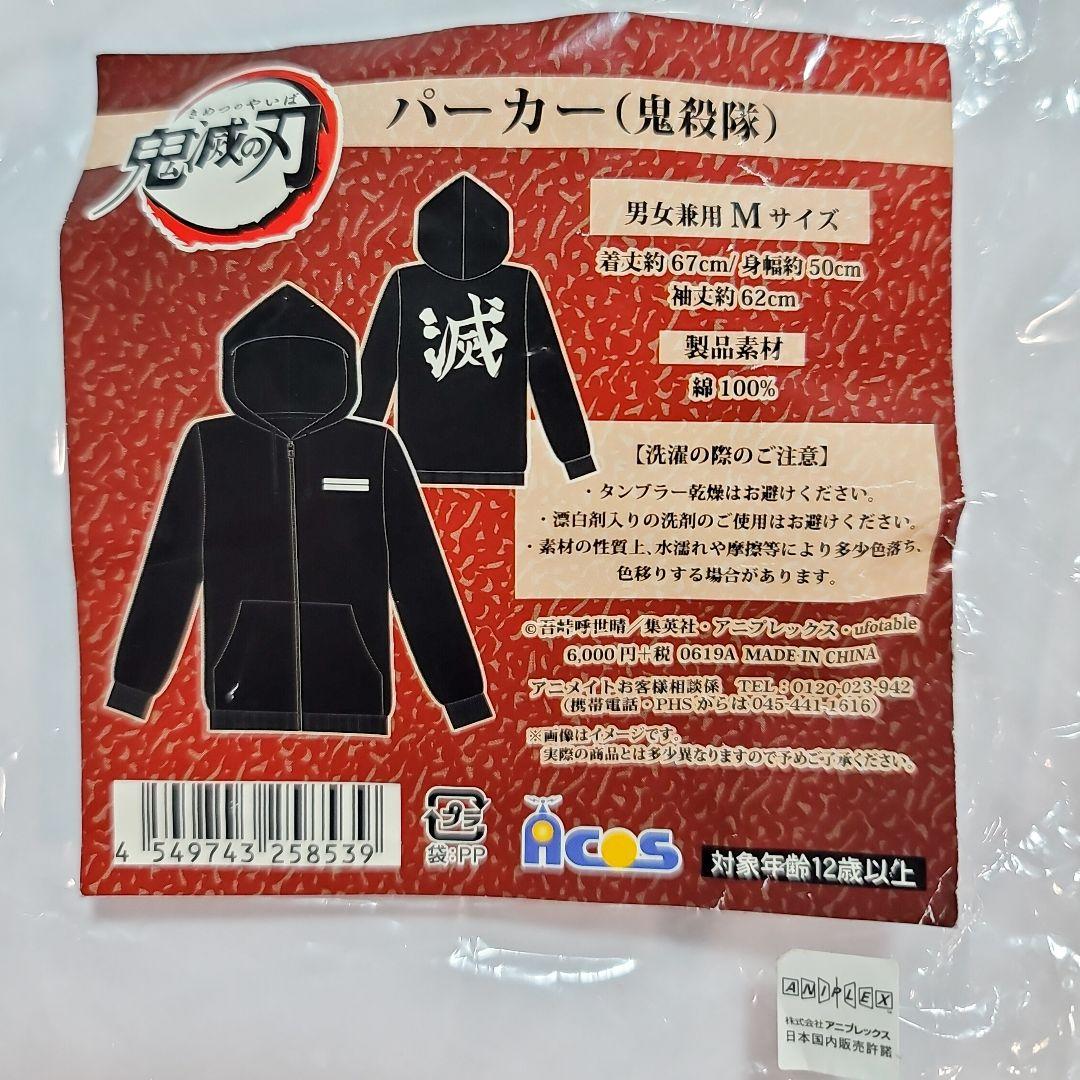 きめつのやいば
鬼滅の刃
パーカー(鬼殺隊)
男女兼用 M サイズ
着丈約67cm/身幅約50cm
袖丈約62cm
製品素材
綿100%
滅
【洗濯の際のご注意】
・タンブラー乾燥はお避けください。
・漂白剤入りの洗剤のご使用はお避けください。
・素材の性質上、水濡れや摩擦等により多少色落ち、
色移りする場合があります。
©吾峠呼世晴/集英社・アニプレックス・ufotable
6,000円+税 0619A MADE IN CHINA
アニメイトお客様相談係 TEL:0120-023-942
(携帯電話・PHSからは045-441-1616)
※画像はイメージです。
実際の商品とは多少異なりますので予めご了承ください。
4 549743 258539
プラ
袋:PP
ACOS
対象年齢12歳以上
ANIPLEX
株式会社アニプレックス
日本国内販売許諾